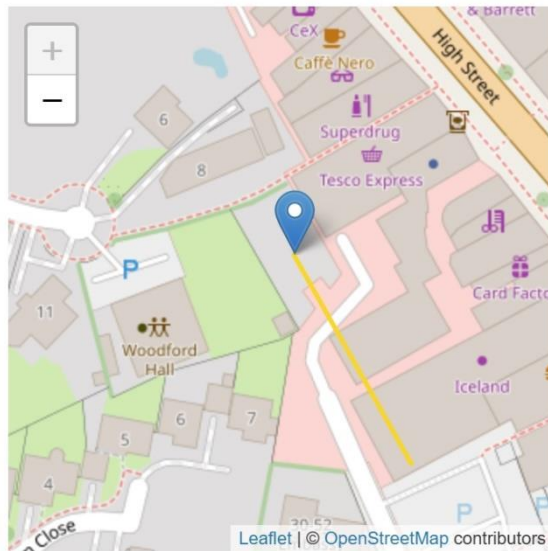 +
−
& Barrett
CeX
Caffè Nero
High Street
6
Superdrug
8
Tesco Express
P
11
Card Facto
Woodford
Hall
Iceland
6
7
5
4
P
P
30-52
n Close
Leaflet | © OpenStreetMap contributors